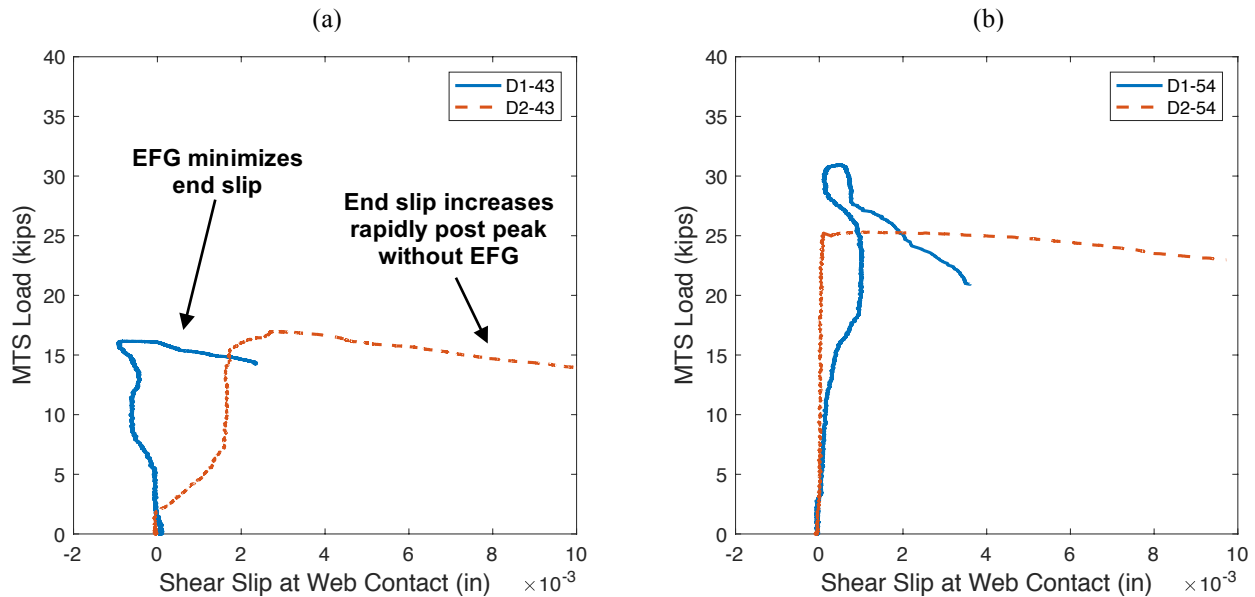 (a)
40
35
30
25
20
15
10
5
0
MTS Load (kips)
D1-43
D2-43
EFG minimizes
end slip
End slip increases
rapidly post peak
without EFG
-2 0 2 4 6 8 10
Shear Slip at Web Contact (in) ×10⁻³
(b)
40
35
30
25
20
15
10
5
0
MTS Load (kips)
D1-54
D2-54
-2 0 2 4 6 8 10
Shear Slip at Web Contact (in) ×10⁻³